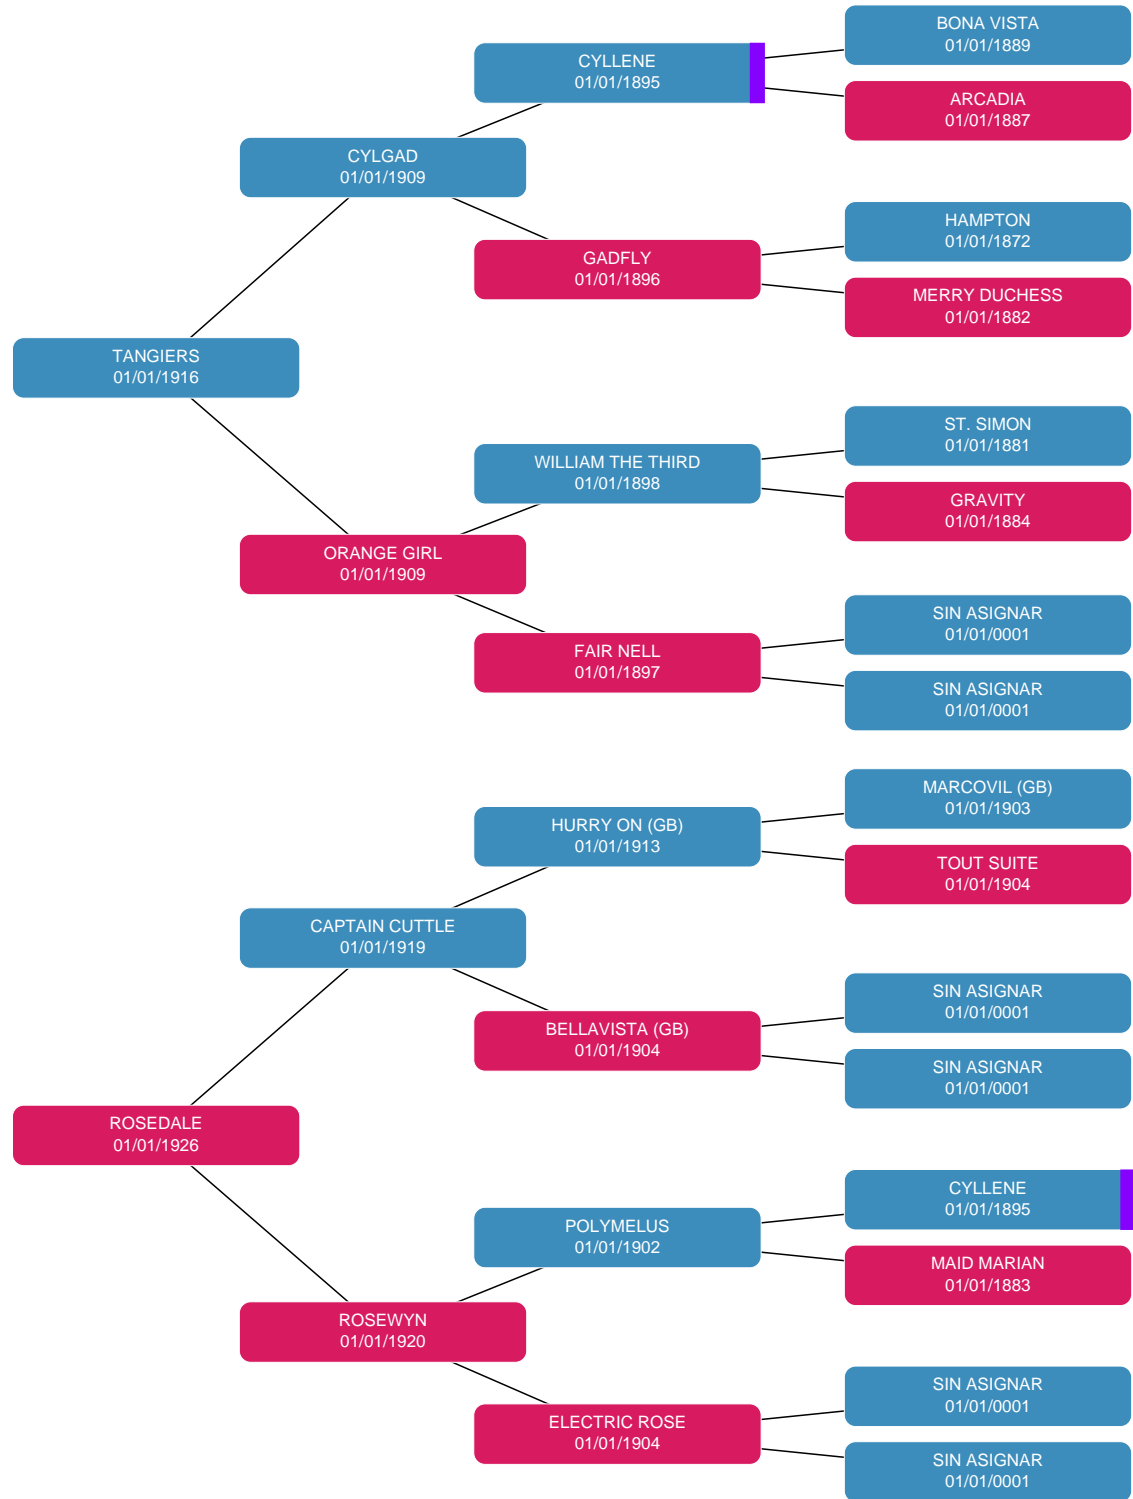 BONA VISTA
01/01/1889
CYLLENE
01/01/1895
ARCADIA
01/01/1887
CYLGAD
01/01/1909
HAMPTON
01/01/1872
GADFLY
01/01/1896
MERRY DUCHESS
01/01/1882
TANGIERS
01/01/1916
ST. SIMON
01/01/1881
WILLIAM THE THIRD
01/01/1898
GRAVITY
01/01/1884
ORANGE GIRL
01/01/1909
SIN ASIGNAR
01/01/0001
FAIR NELL
01/01/1897
SIN ASIGNAR
01/01/0001
MARCOVIL (GB)
01/01/1903
HURRY ON (GB)
01/01/1913
TOUT SUITE
01/01/1904
CAPTAIN CUTTLE
01/01/1919
SIN ASIGNAR
01/01/0001
BELLAVISTA (GB)
01/01/1904
SIN ASIGNAR
01/01/0001
ROSEDALE
01/01/1926
CYLLENE
01/01/1895
POLYMELUS
01/01/1902
MAID MARIAN
01/01/1883
ROSEWYN
01/01/1920
SIN ASIGNAR
01/01/0001
ELECTRIC ROSE
01/01/1904
SIN ASIGNAR
01/01/0001